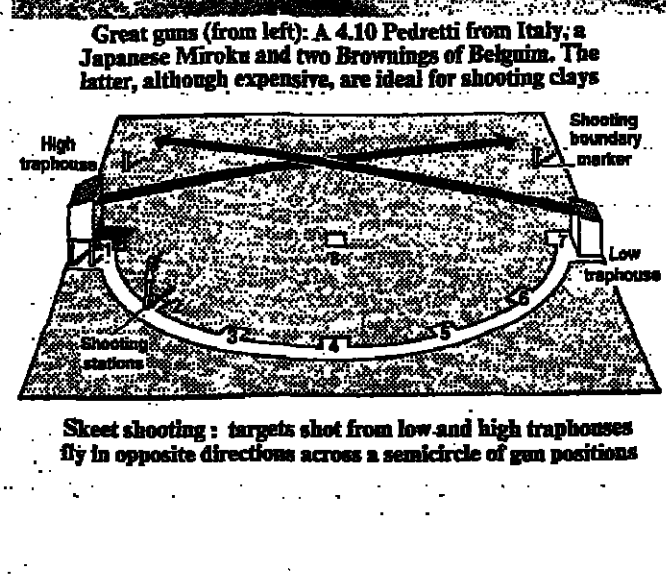 Great guns (from left): A 4.10 Pedretti from Italy, a
Japanese Miroku and two Brownings of Belguim. The
latter, although expensive, are ideal for shooting clays
High
traphouse
Shooting
boundary
marker
1
2
3
4
5
6
7
8
Low
traphouse
Shooting
stations
Skeet shooting : targets shot from low and high traphouses
fly in opposite directions across a semicircle of gun positions